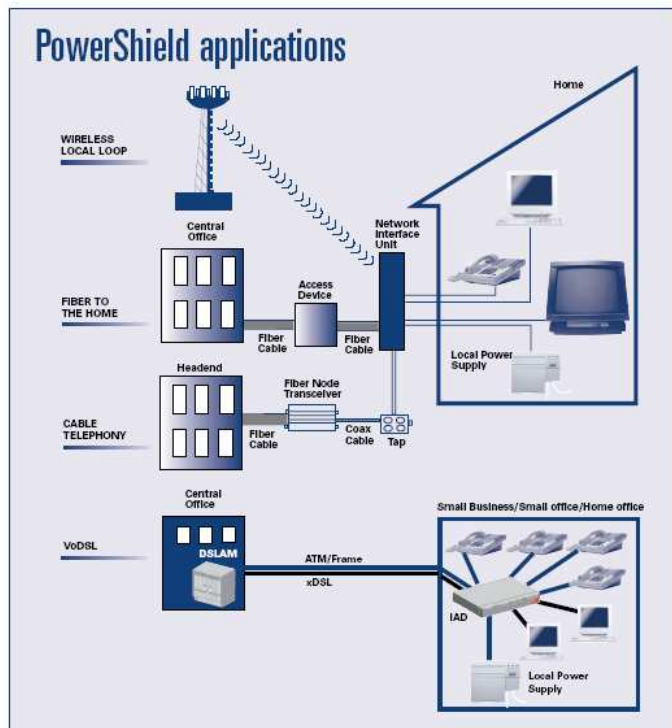 PowerShield applications
Home
WIRELESS
LOCAL LOOP
Central
Office
Network
Interface
Unit
Access
Device
FIBER TO
THE HOME
Fiber
Cable
Fiber
Cable
Local Power
Supply
Headend
Fiber Node
Transceiver
CABLE
TELEPHONY
Fiber
Cable
Coax
Cable
Tap
Central
Office
Small Business/Small office/Home office
VoDSL
DSLAM
ATM/Frame
xDSL
IAD
Local Power
Supply